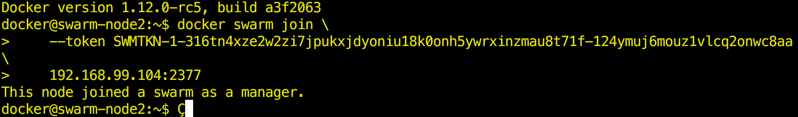 Docker version 1.12.0-rc5, build a3f2063
docker@swarm-node2:~$ docker swarm join \
>     --token SWMTKN-1-316tn4xze2w2zi7jpukxjdyoniu18k0onh5ywrxinzmau8t71f-124ymuj6mouz1vlcq2onwc8aa
\
>     192.168.99.104:2377
This node joined a swarm as a manager.
docker@swarm-node2:~$ Ç